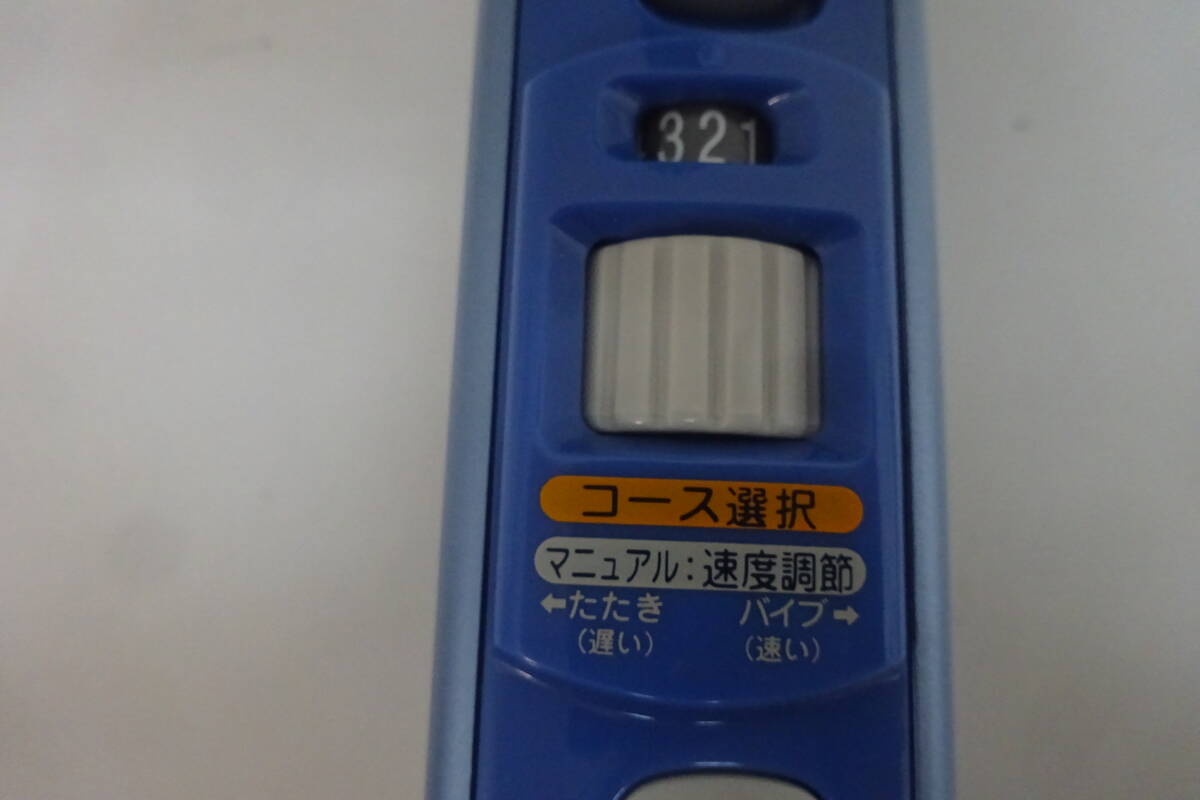 321
コース選択
マニュアル:速度調節
←たたき バイブ→
(遅い) (速い)